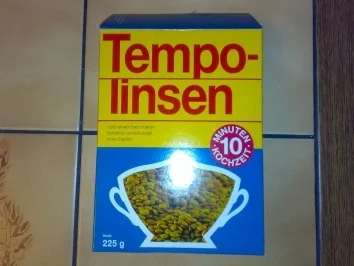 Tempo-
linsen
MINUTEN
10
KOCHZEIT
225 g